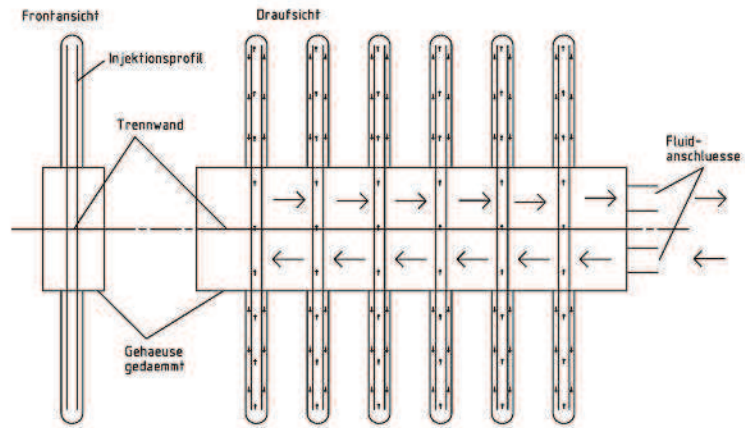 Frontansicht
Draufsicht
Injektionsprofil
Trennwand
Fluid-
anschluesse
Gehaeuse
gedaemmt